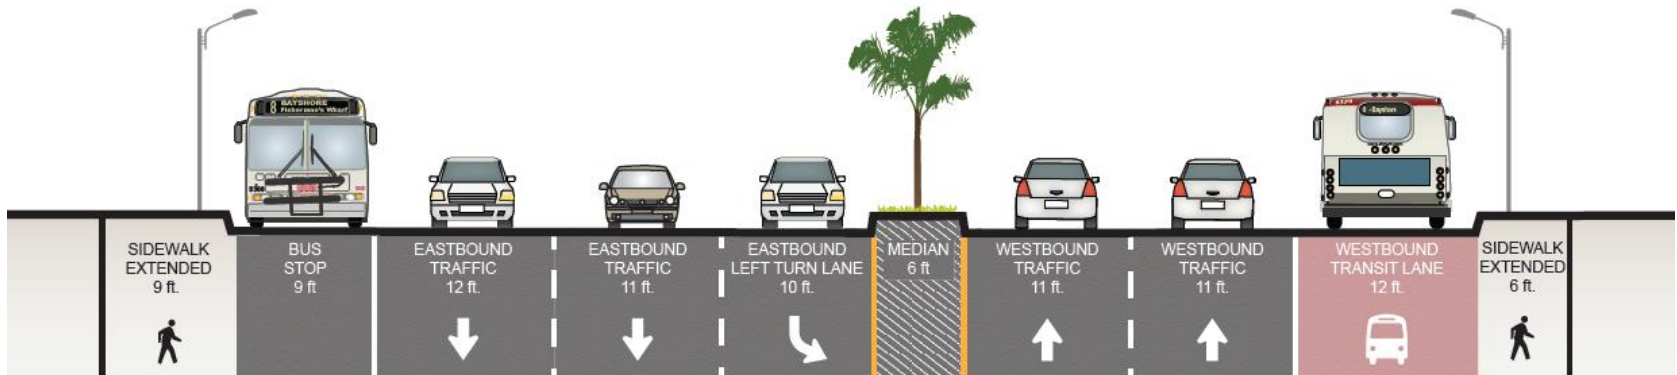 8 BAYSHORE
Fisherman's Wharf
SIDEWALK
EXTENDED
9 ft.
BUS
STOP
9 ft
EASTBOUND
TRAFFIC
12 ft.
EASTBOUND
TRAFFIC
11 ft.
EASTBOUND
LEFT TURN LANE
10 ft.
MEDIAN
6 ft
WESTBOUND
TRAFFIC
11 ft.
WESTBOUND
TRAFFIC
11 ft.
WESTBOUND
TRANSIT LANE
12 ft.
SIDEWALK
EXTENDED
6 ft.